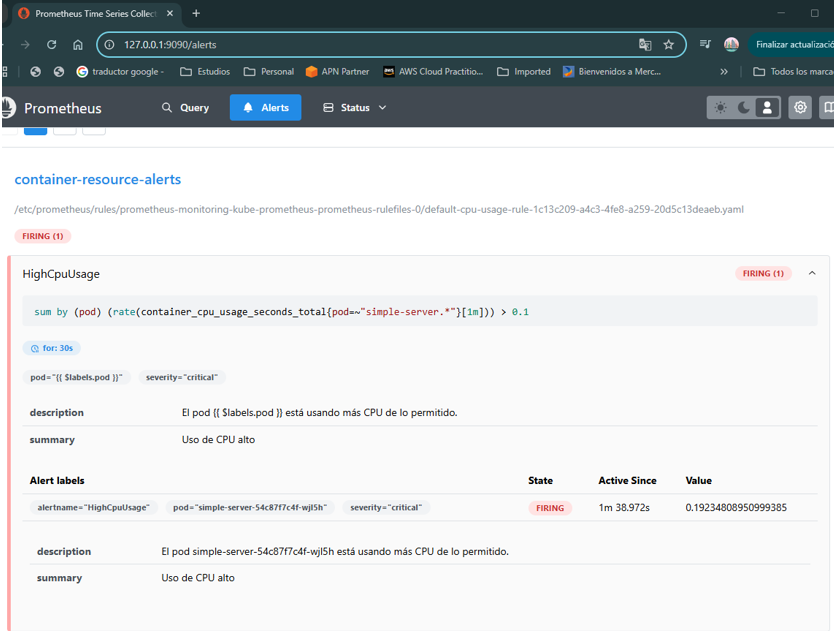 Prometheus Time Series Collect
127.0.0.1:9090/alerts
Finalizar actualizació
traductor google -
Estudios
Personal
APN Partner
AWS Cloud Practitio...
Imported
Bienvenidos a Merc...
Todos los marca
Prometheus
Query
Alerts
Status
container-resource-alerts
/etc/prometheus/rules/prometheus-monitoring-kube-prometheus-prometheus-rulefiles-0/default-cpu-usage-rule-1c13c209-a4c3-4fe8-a259-20d5c13deaeb.yaml
FIRING (1)
HighCpuUsage
FIRING (1)
sum by (pod) (rate(container_cpu_usage_seconds_total{pod=~"simple-server.*"}[1m])) > 0.1
for: 30s
pod="{{ $labels.pod }}" severity="critical"
description El pod {{ $labels.pod }} está usando más CPU de lo permitido.
summary Uso de CPU alto
Alert labels State Active Since Value
alertname="HighCpuUsage" pod="simple-server-54c87f7c4f-wjl5h" severity="critical" FIRING 1m 38.972s 0.19234808950999385
description El pod simple-server-54c87f7c4f-wjl5h está usando más CPU de lo permitido.
summary Uso de CPU alto